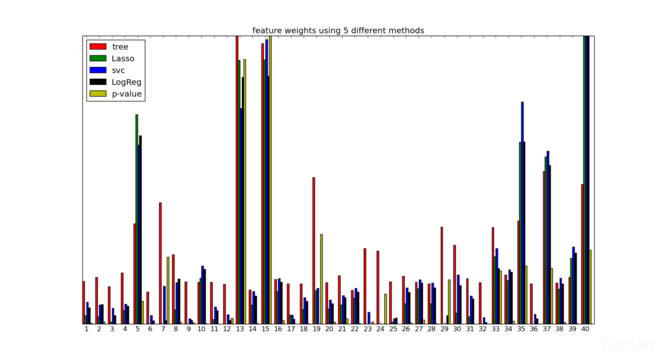 feature weights using 5 different methods
tree
Lasso
svc
LogReg
p-value
1 2 3 4 5 6 7 8 9 10 11 12 13 14 15 16 17 18 19 20 21 22 23 24 25 26 27 28 29 30 31 32 33 34 35 36 37 38 39 40
TianJun